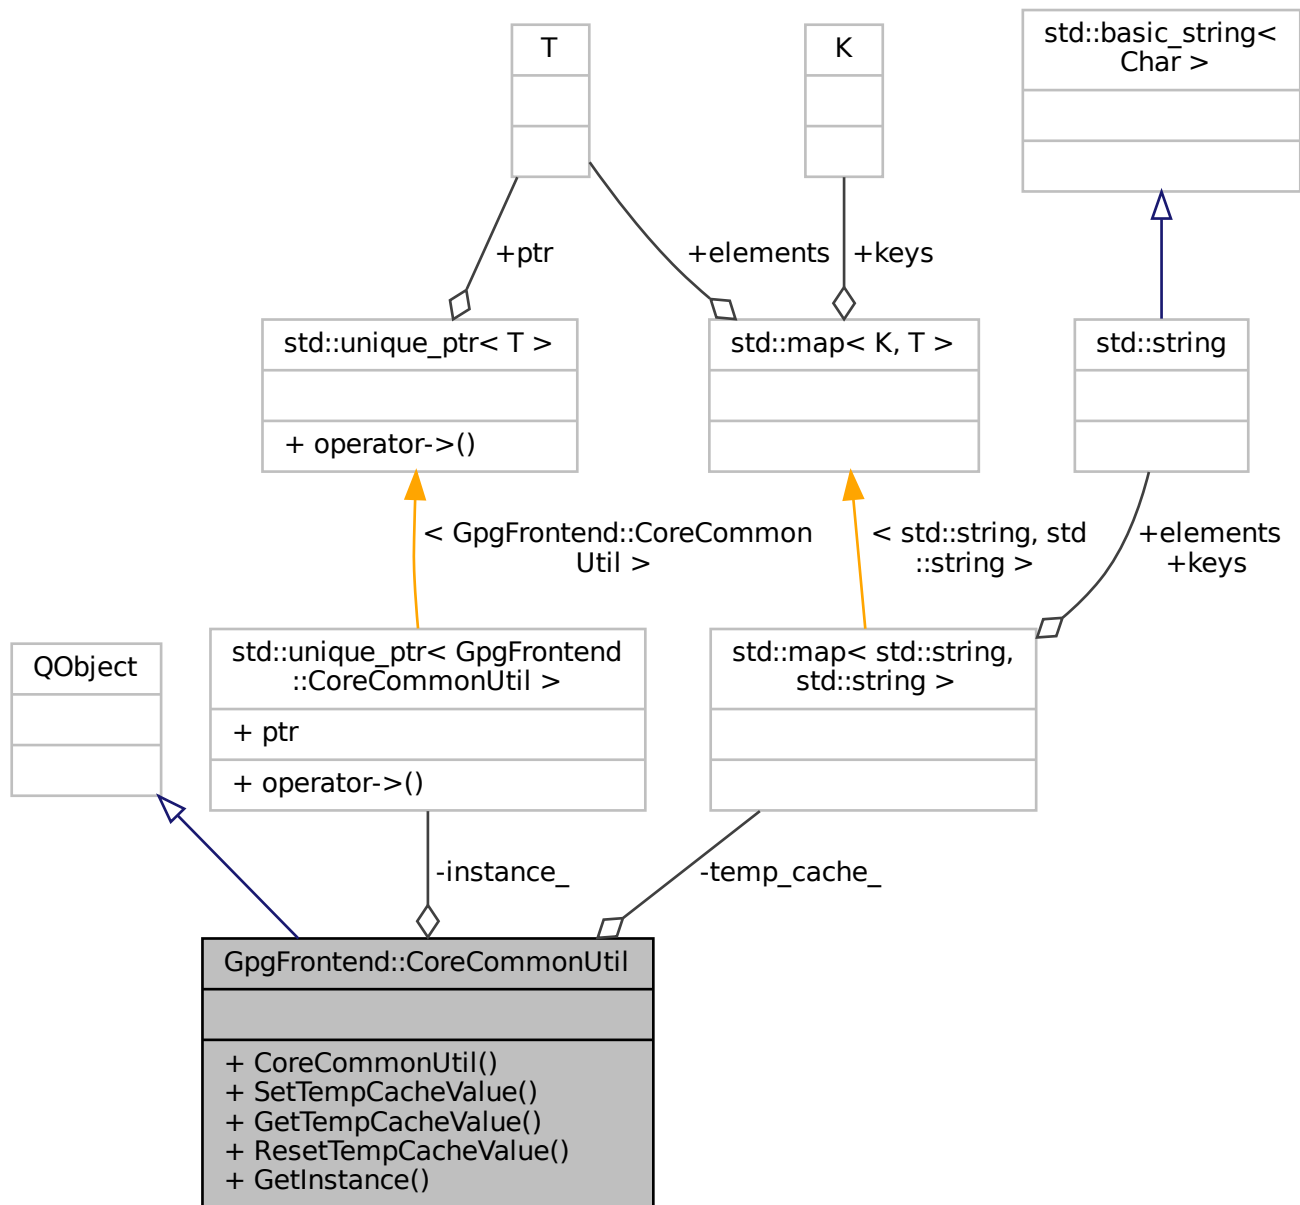 T
K
std::basic_string<
Char >
+ptr
+elements
+keys
std::unique_ptr< T >
+ operator->()
std::map< K, T >
std::string
< GpgFrontend::CoreCommon
Util >
< std::string, std
::string >
+elements
+keys
QObject
std::unique_ptr< GpgFrontend
::CoreCommonUtil >
+ ptr
+ operator->()
std::map< std::string,
std::string >
-instance_
-temp_cache_
GpgFrontend::CoreCommonUtil
+ CoreCommonUtil()
+ SetTempCacheValue()
+ GetTempCacheValue()
+ ResetTempCacheValue()
+ GetInstance()